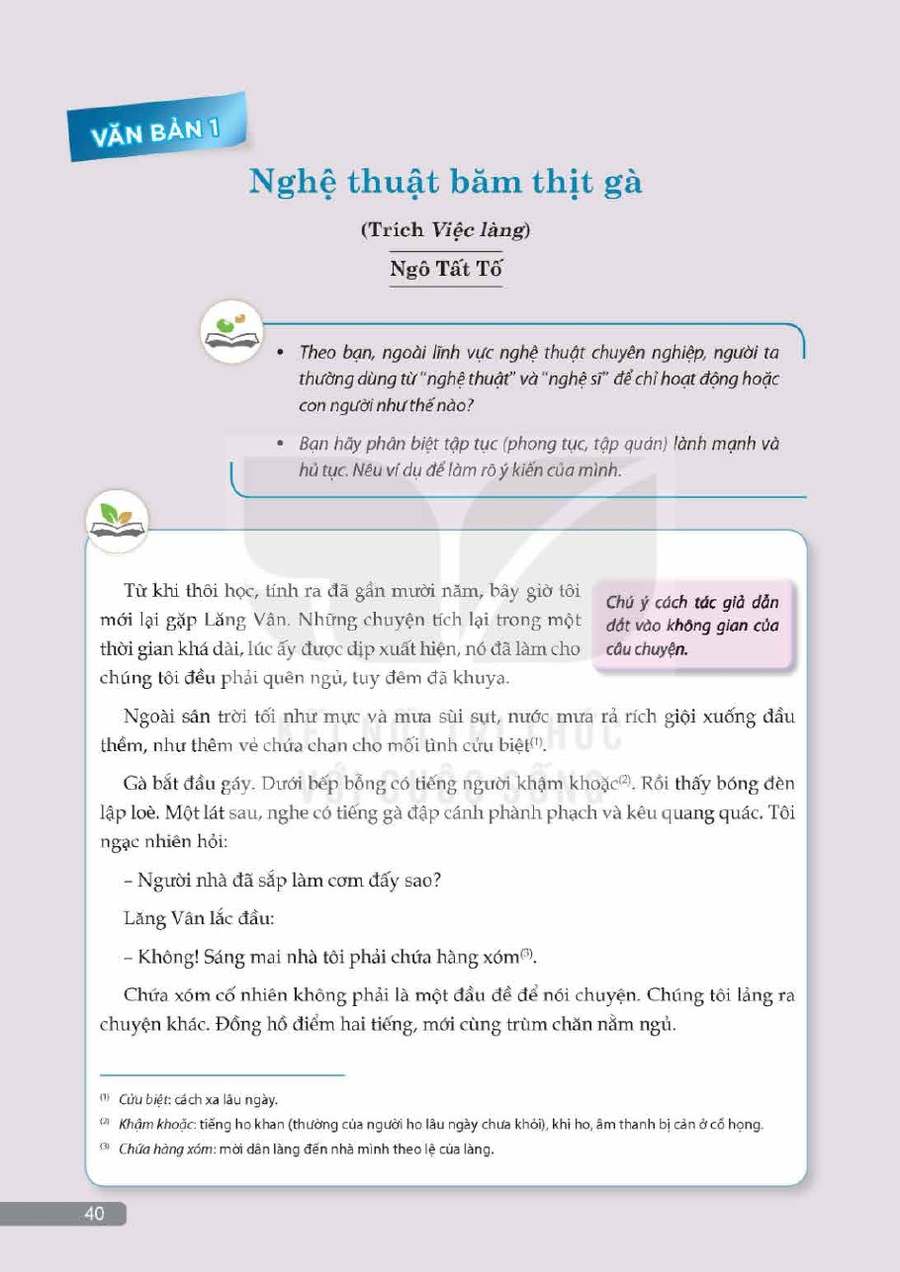 VĂN BẢN 1
Nghệ thuật băm thịt gà
(Trích Việc làng)
Ngô Tất Tố
• Theo bạn, ngoài lĩnh vực nghệ thuật chuyên nghiệp, người ta
thường dùng từ “nghệ thuật” và “nghệ sĩ” để chỉ hoạt động hoặc
con người như thế nào?
• Bạn hãy phân biệt tập tục (phong tục, tập quán) lành mạnh và
hủ tục. Nêu ví dụ để làm rõ ý kiến của mình.
Từ khi thôi học, tính ra đã gần mười năm, bây giờ tôi
mới lại gặp Lăng Vân. Những chuyện tích lại trong một
thời gian khá dài, lúc ấy được dịp xuất hiện, nó đã làm cho
chúng tôi đều phải quên ngủ, tuy đêm đã khuya.
Chú ý cách tác giả dẫn
dắt vào không gian của
câu chuyện.
Ngoài sân trời tối như mực và mưa sùi sụt, nước mưa rả rích giội xuống đầu
thềm, như thêm vẻ chứa chan cho mối tình cửu biệt(1).
Gà bắt đầu gáy. Dưới bếp bỗng có tiếng người khậm khoặc(2). Rồi thấy bóng đèn
lập loè. Một lát sau, nghe có tiếng gà đập cánh phành phạch và kêu quang quác. Tôi
ngạc nhiên hỏi:
– Người nhà đã sắp làm cơm đấy sao?
Lăng Vân lắc đầu:
– Không! Sáng mai nhà tôi phải chứa hàng xóm(3).
Chứa xóm cố nhiên không phải là một đầu đề để nói chuyện. Chúng tôi lảng ra
chuyện khác. Đồng hồ điểm hai tiếng, mới cùng trùm chăn nằm ngủ.
(1) Cửu biệt: cách xa lâu ngày.
(2) Khậm khoặc: tiếng ho khan (thường của người ho lâu ngày chưa khỏi), khi ho, âm thanh bị cản ở cổ họng.
(3) Chứa hàng xóm: mời dân làng đến nhà mình theo lệ của làng.
KẾT NỐI TRI THỨC
VỚI CUỘC SỐNG
40